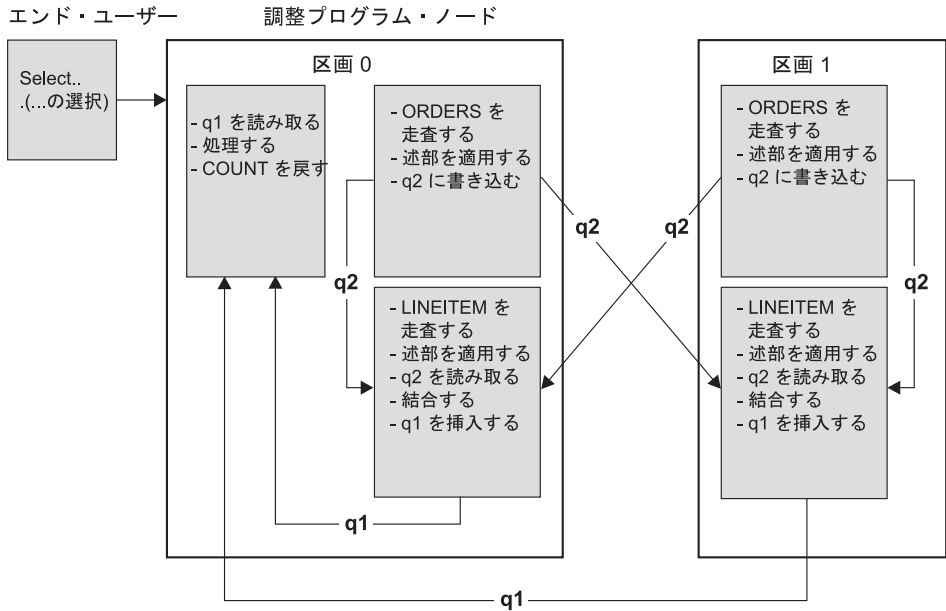 エンド・ユーザー
調整プログラム・ノード
Select..
.(...の選択)
区画 0
- q1 を読み取る
- 処理する
- COUNT を戻す
- ORDERS を
走査する
- 述部を適用する
- q2 に書き込む
q2
- LINEITEM を
走査する
- 述部を適用する
- q2 を読み取る
- 結合する
- q1 を挿入する
q1
q2
q2
区画 1
- ORDERS を
走査する
- 述部を適用する
- q2 に書き込む
q2
- LINEITEM を
走査する
- 述部を適用する
- q2 を読み取る
- 結合する
- q1 を挿入する
q1